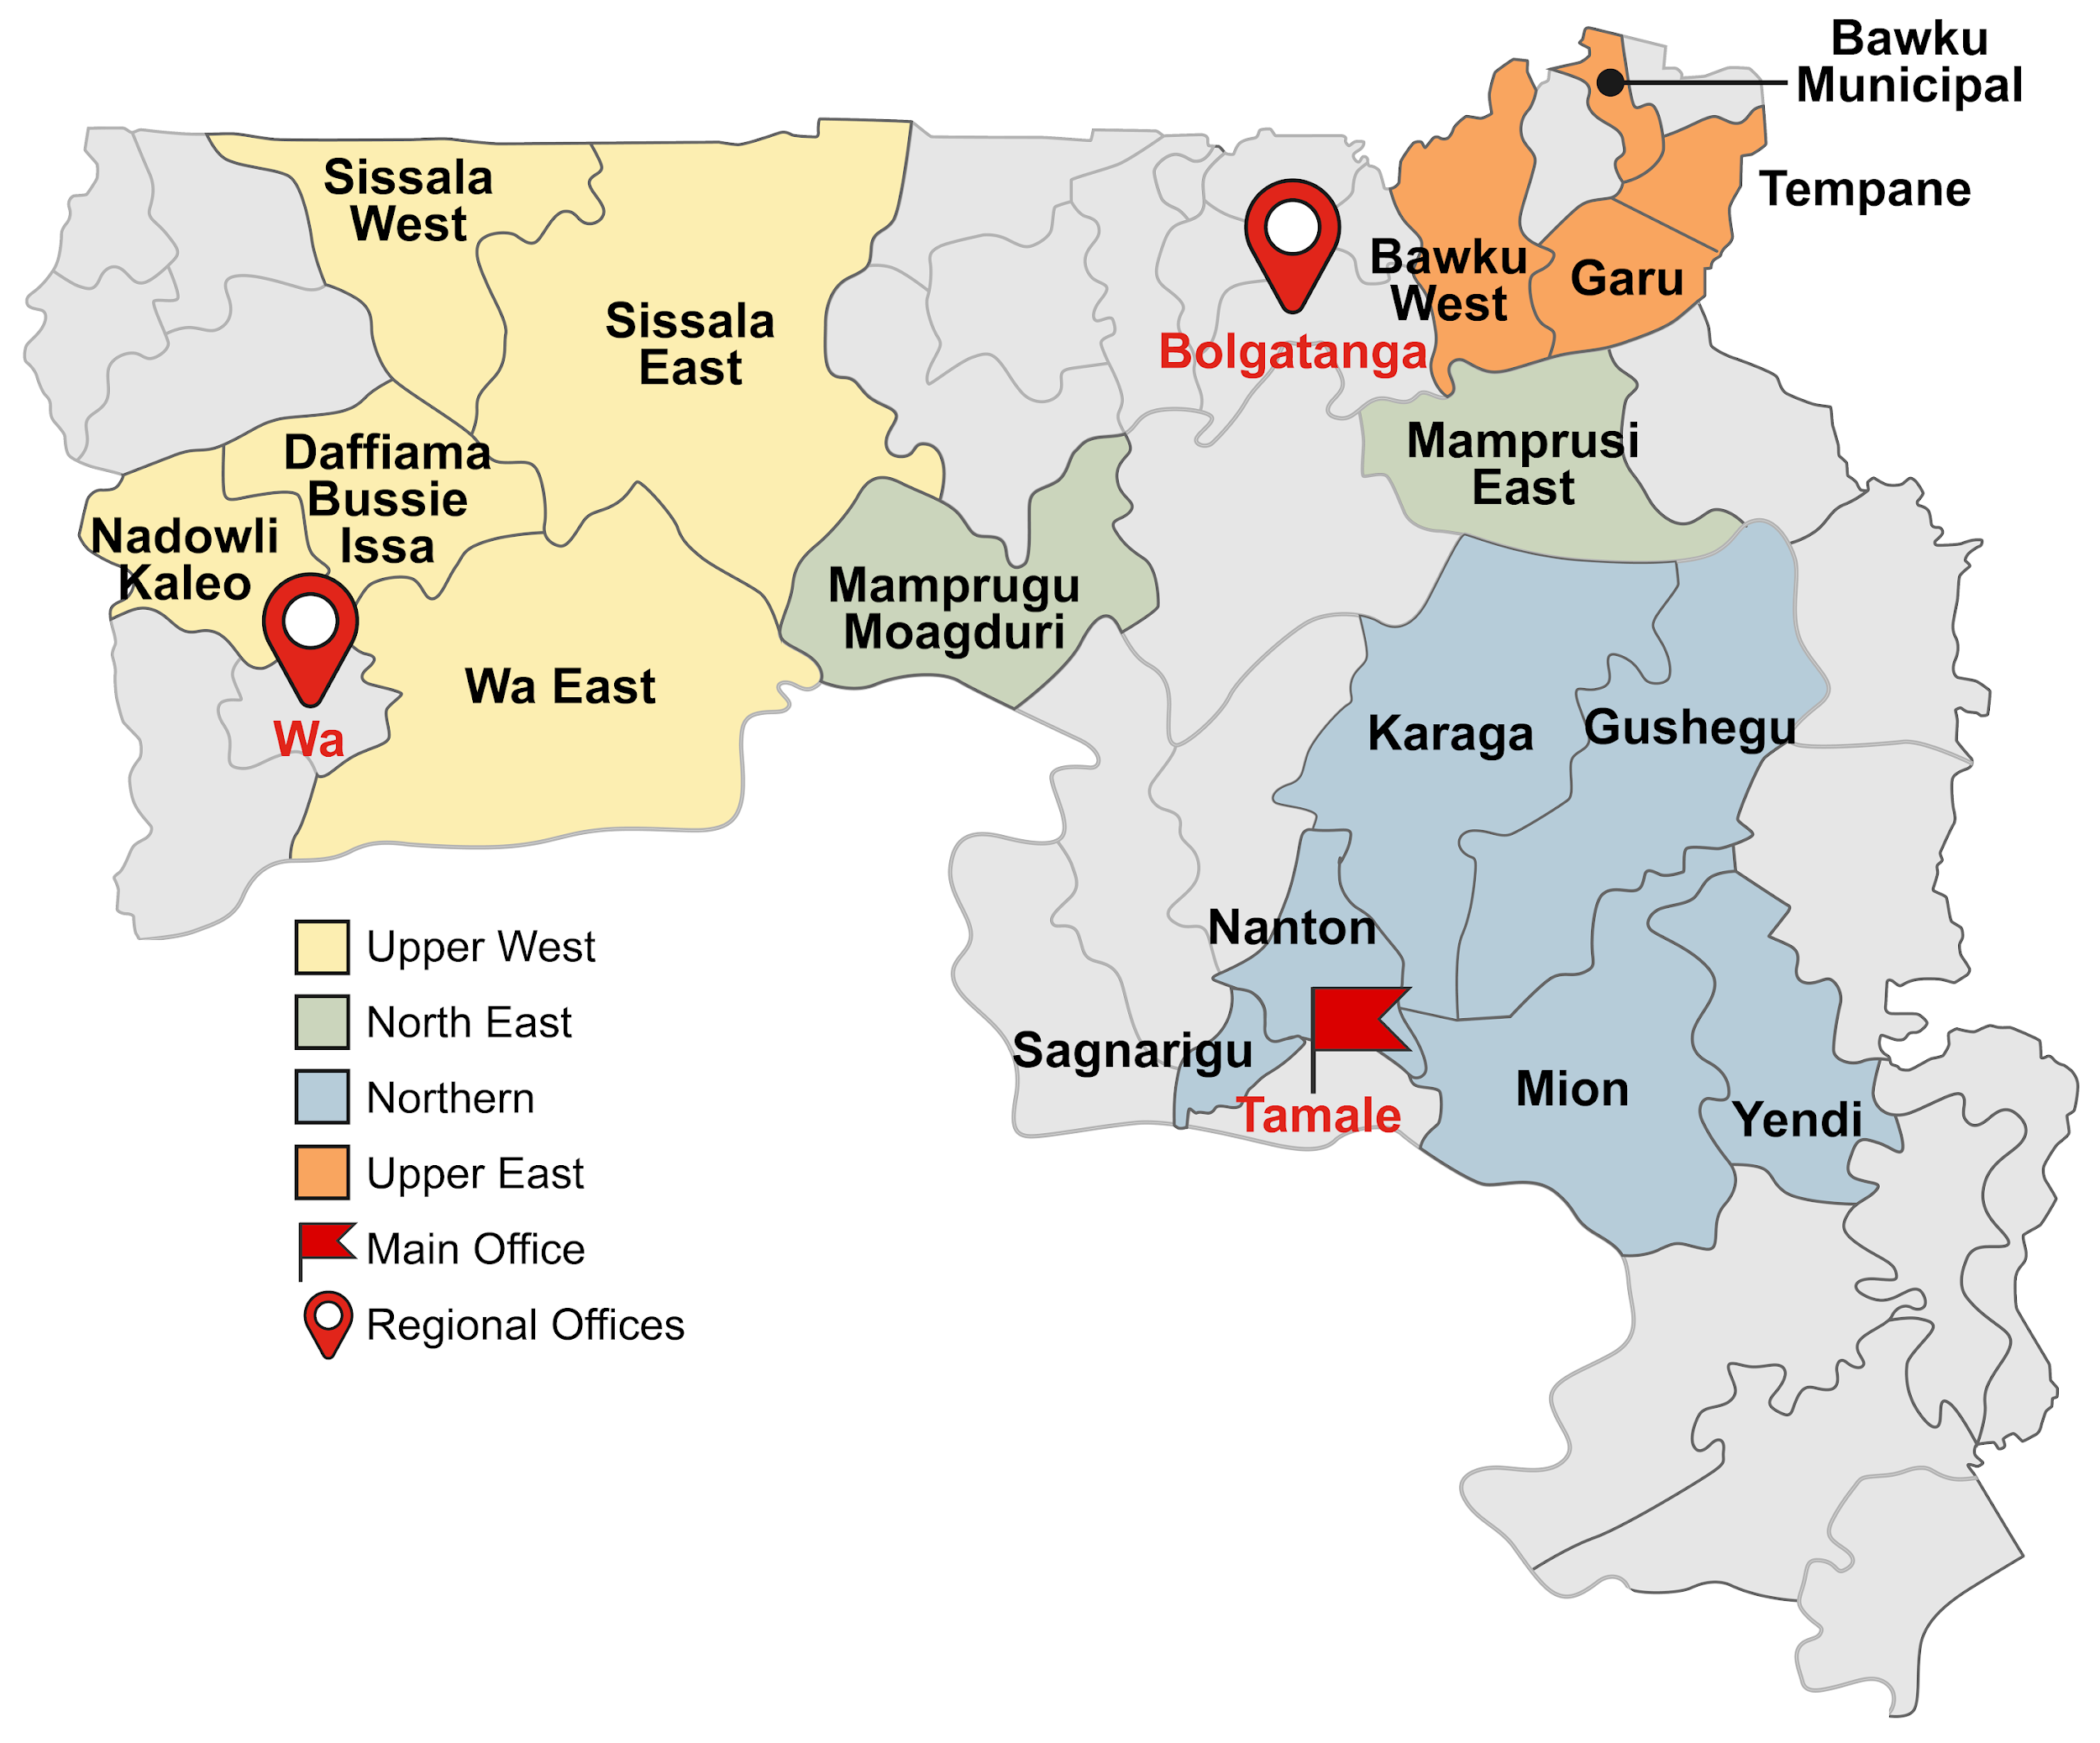 Bawku
Municipal
Sissala
West
Tempane
Bawku
West
Garu
Sissala
East
Bolgatanga
Daffiama
Bussie
Issa
Mamprusi
East
Nadowli
Kaleo
Mamprugu
Moagduri
Wa East
Wa
Karaga
Gushegu
Nanton
Sagnarigu
Tamale
Mion
Yendi
Upper West
North East
Northern
Upper East
Main Office
Regional Offices